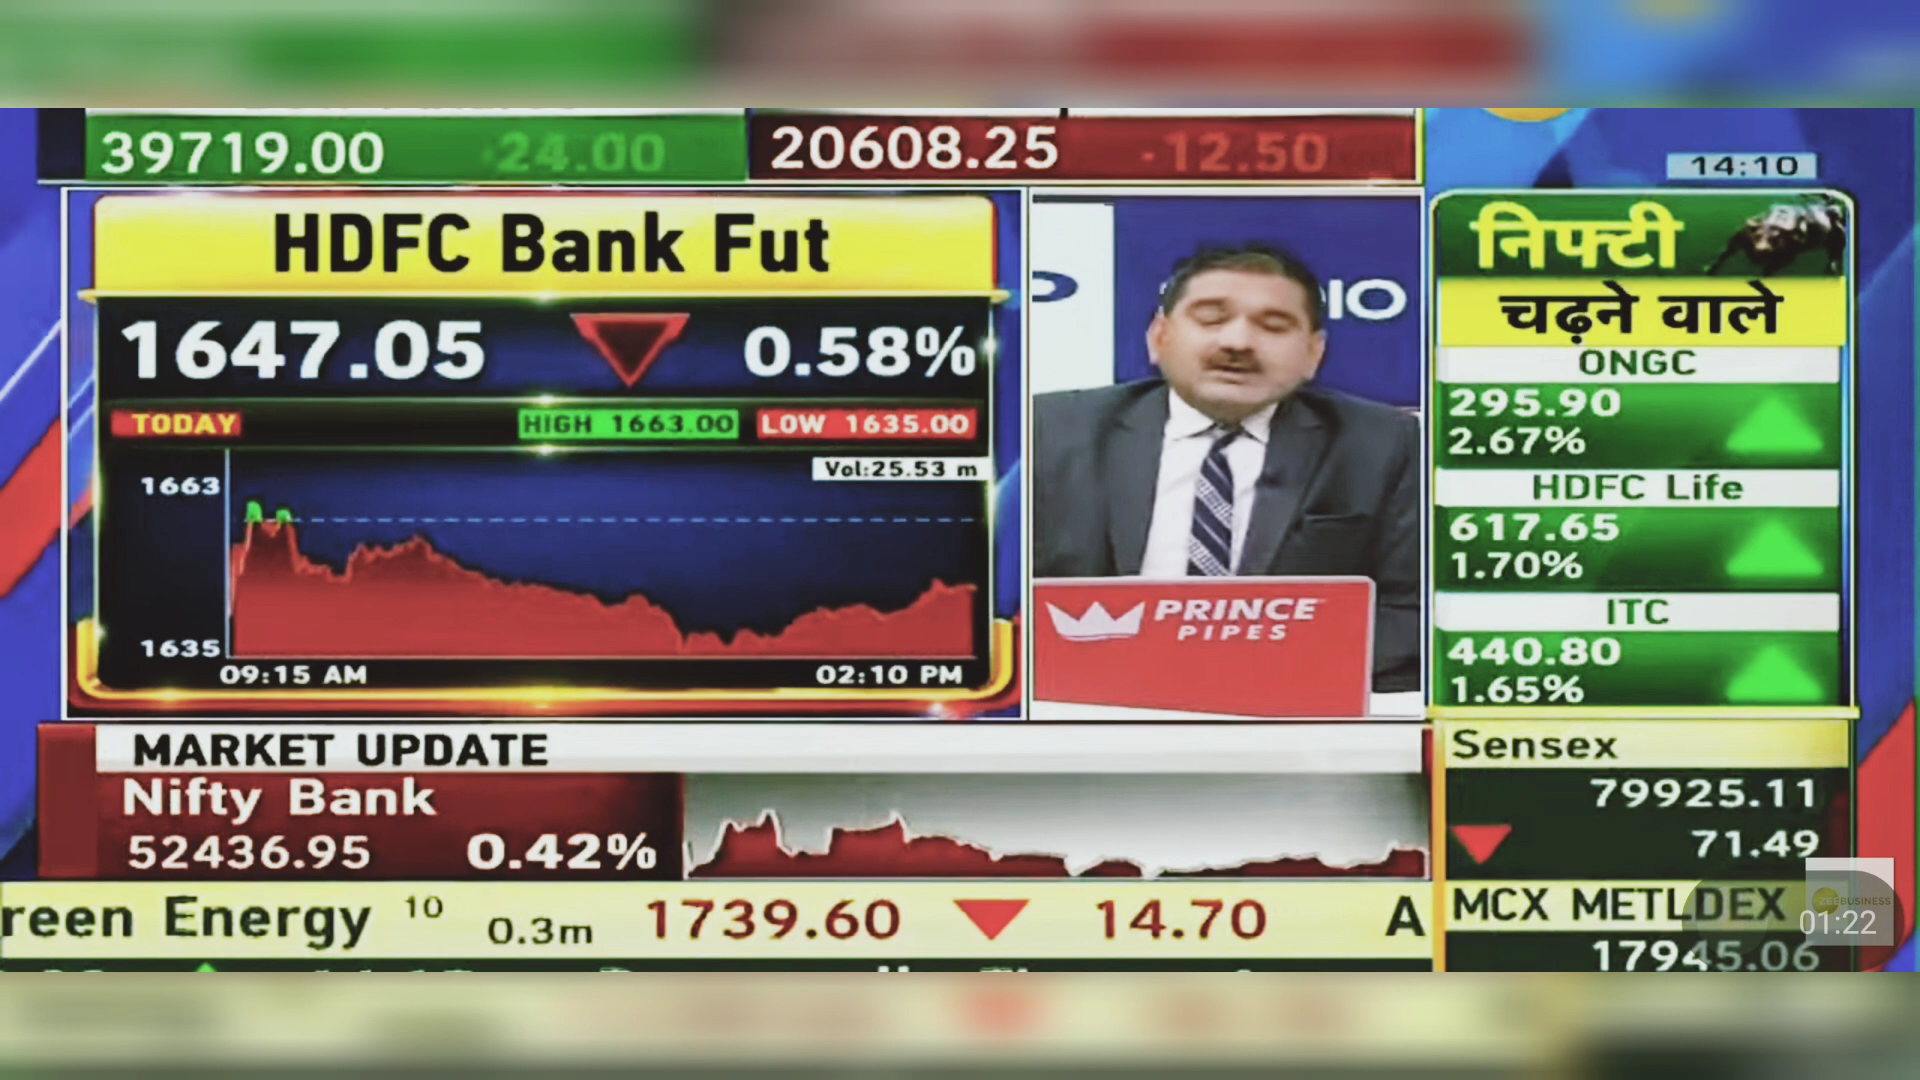 39719.00 24.00 20608.25 -12.50
14:10
HDFC Bank Fut
1647.05 0.58%
TODAY HIGH 1663.00 LOW 1635.00
Vol:25.53 m
1663
1635
09:15 AM 02:10 PM
IO
PRINCE
PIPES
निफ्टी
चढ़ने वाले
ONGC
295.90
2.67%
HDFC Life
617.65
1.70%
ITC
440.80
1.65%
MARKET UPDATE
Nifty Bank
52436.95 0.42%
Sensex
79925.11
71.49
MCX METLDEX
17945.06
ZEEBUSINESS
01:22
reen Energy 10 0.3m 1739.60 14.70 A